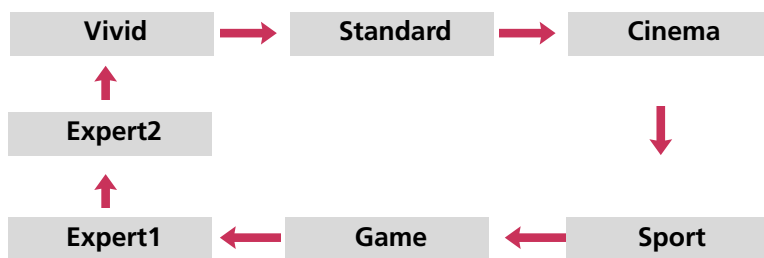 Vivid
Standard
Cinema
Expert2
Expert1
Game
Sport